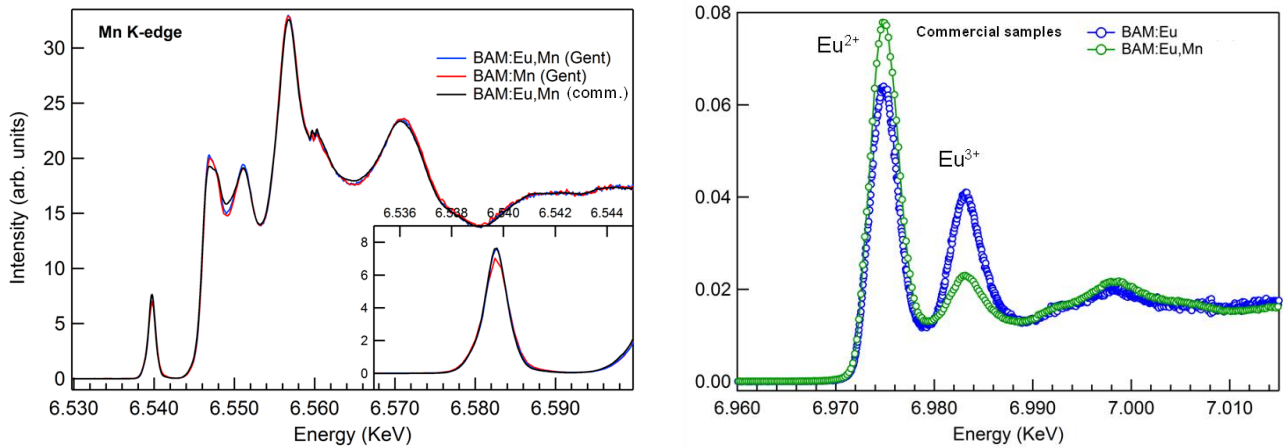 Mn K-edge
BAM:Eu,Mn (Gent)
BAM:Mn (Gent)
BAM:Eu,Mn (comm.)
Intensity (arb. units)
30
25
20
15
10
5
0
6.536 6.538 6.540 6.542 6.544
8
6
4
2
0
6.530 6.540 6.550 6.560 6.570 6.580 6.590
Energy (KeV)
Commercial samples
BAM:Eu
BAM:Eu,Mn
Eu2+
Eu3+
0.08
0.06
0.04
0.02
0.00
6.960 6.970 6.980 6.990 7.000 7.010
Energy (KeV)